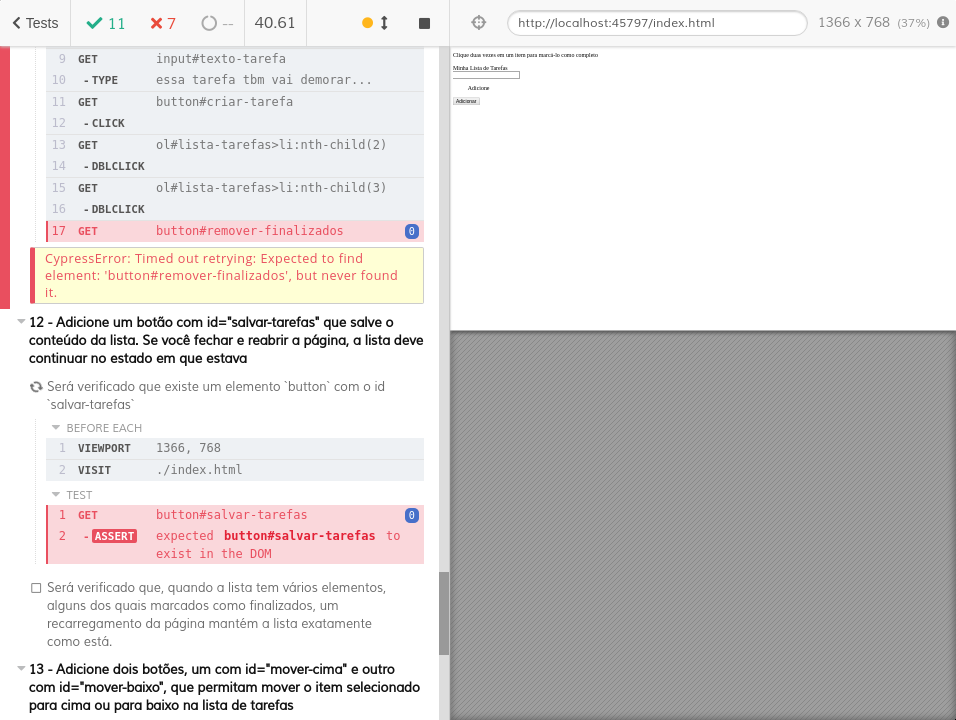 Tests 11 7 -- 40.61 http://localhost:45797/index.html 1366 x 768 (37%)
9 GET input#texto-tarefa
10 - TYPE essa tarefa tbm vai demorar...
11 GET button#criar-tarefa
12 - CLICK
13 GET ol#lista-tarefas>li:nth-child(2)
14 - DBLCLICK
15 GET ol#lista-tarefas>li:nth-child(3)
16 - DBLCLICK
17 GET button#remover-finalizados 0
CypressError: Timed out retrying: Expected to find
element: 'button#remover-finalizados', but never found
it.
12 - Adicione um botão com id="salvar-tarefas" que salve o
conteúdo da lista. Se você fechar e reabrir a página, a lista deve
continuar no estado em que estava
Será verificado que existe um elemento `button` com o id
`salvar-tarefas`
BEFORE EACH
1 VIEWPORT 1366, 768
2 VISIT ./index.html
TEST
1 GET button#salvar-tarefas 0
2 - ASSERT expected button#salvar-tarefas to
exist in the DOM
Será verificado que, quando a lista tem vários elementos,
alguns dos quais marcados como finalizados, um
recarregamento da página mantém a lista exatamente
como está.
13 - Adicione dois botões, um com id="mover-cima" e outro
com id="mover-baixo", que permitam mover o item selecionado
para cima ou para baixo na lista de tarefas
Clique duas vezes em um item para marcá-lo como completo
Minha Lista de Tarefas
Adicione
Adicionar